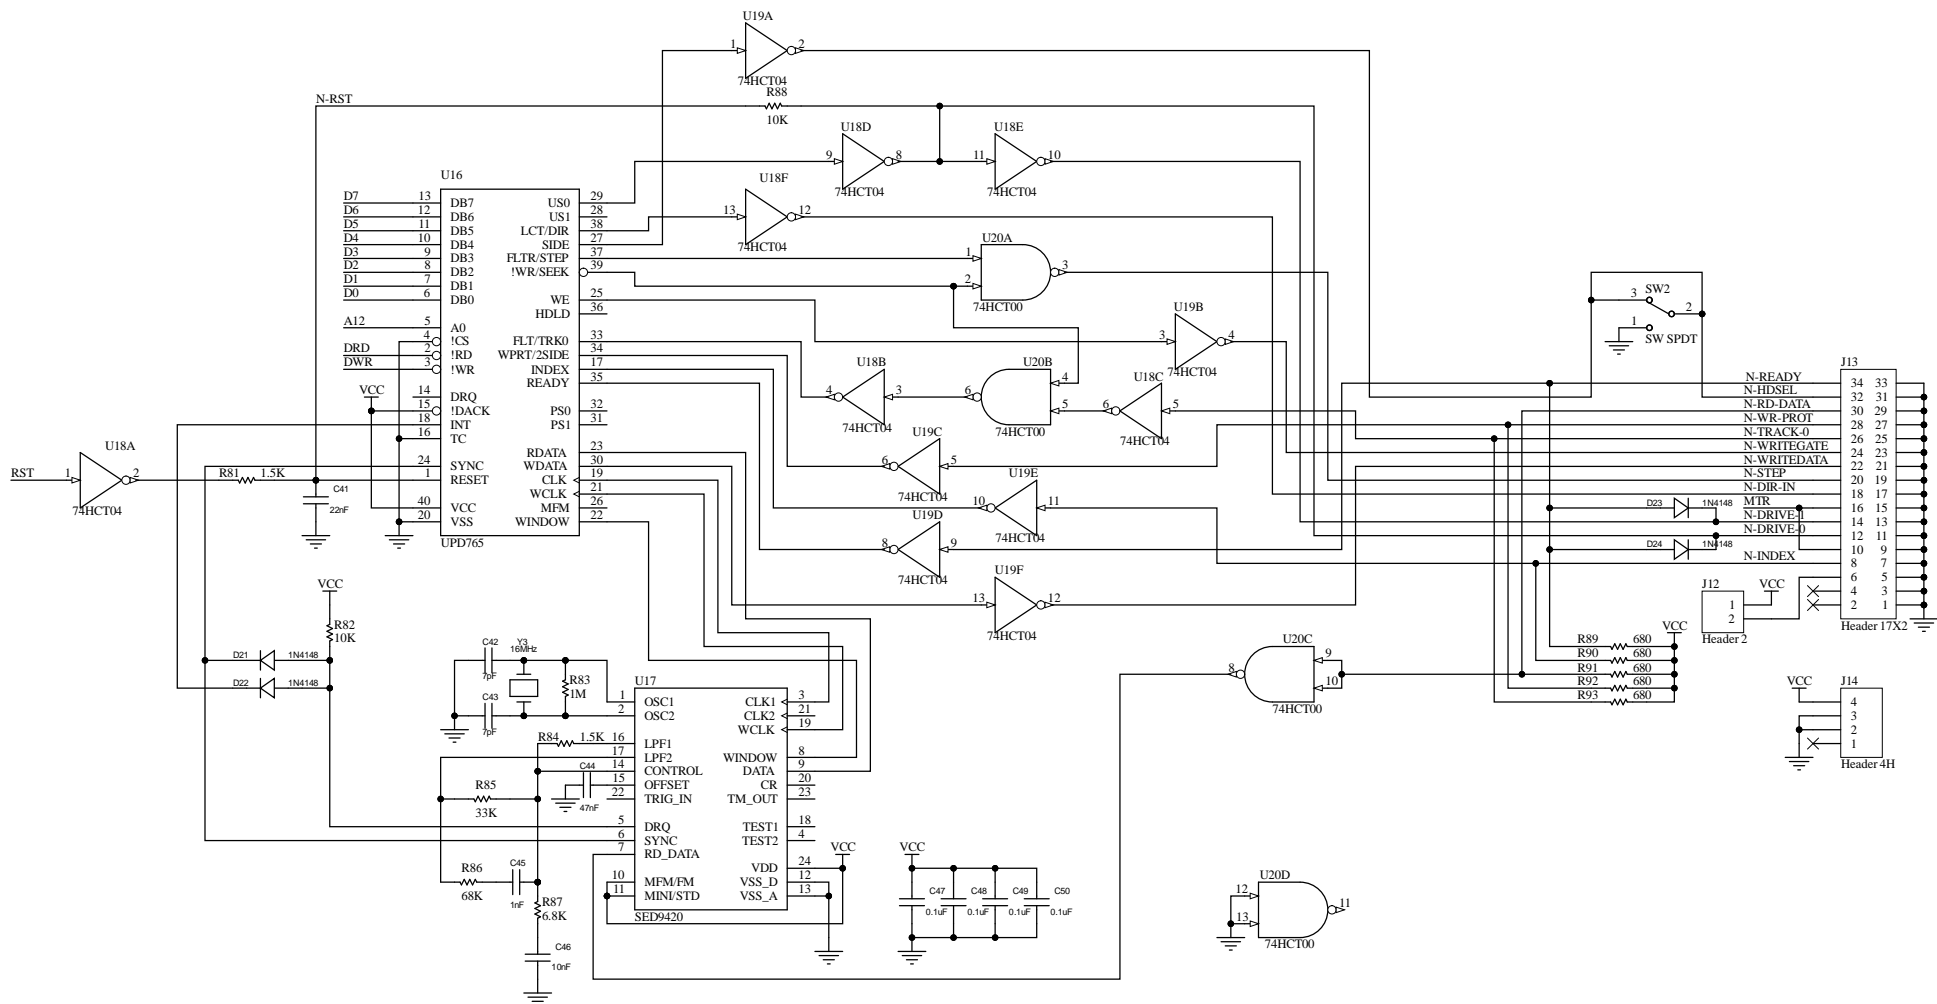 U19A
1
2
74HCT04
N-RST
R88
10K
U18D
9
8
74HCT04
U18E
11
10
74HCT04
U18F
13
12
74HCT04
U16
D7 13 DB7 US0 29
D6 12 DB6 US1 28
D5 11 DB5 LCT/DIR 38
D4 10 DB4 SIDE 27
D3 9 DB3 FLTR/STEP 37
D2 8 DB2 !WR/SEEK 39
D1 7 DB1
D0 6 DB0 WE 25
HDLD 36
A12 5 A0
4 !CS FLT/TRK0 33
DRD 2 !RD WPRT/2SIDE 34
DWR 3 !WR INDEX 17
READY 35
VCC
14 DRQ
15 !DACK PS0 32
18 INT PS1 31
16 TC
RDATA 23
24 SYNC WDATA 30
1 RESET CLK 19
WCLK 21
40 VCC MFM 26
20 VSS WINDOW 22
UPD765
RST
U18A
1
2
74HCT04
R81 1.5K
C41
22nF
U20A
1
2
3
74HCT00
U19B
3
4
74HCT04
U18B
4
3
74HCT04
U20B
6
4
5
74HCT00
U18C
6
5
74HCT04
U19C
6
5
74HCT04
U19E
10
11
74HCT04
U19D
8
9
74HCT04
U19F
13
12
74HCT04
SW2
3
2
1
SW SPDT
J13
N-READY 34 33
N-HDSEL 32 31
N-RD-DATA 30 29
N-WR-PROT 28 27
N-TRACK-0 26 25
N-WRITEGATE 24 23
N-WRITEDATA 22 21
N-STEP 20 19
N-DIR-IN 18 17
MTR 16 15
N-DRIVE-1 14 13
N-DRIVE-0 12 11
10 9
N-INDEX 8 7
6 5
4 3
2 1
Header 17X2
D23 1N4148
D24 1N4148
J12
VCC
1
2
Header 2
VCC
R89 680
R90 680
R91 680
R92 680
R93 680
J14
VCC
4
3
2
1
Header 4H
VCC
R82
10K
D21 1N4148
D22 1N4148
C42
7pF
Y3
16MHz
C43
7pF
R83
1M
U17
1 OSC1 CLK1 3
2 OSC2 CLK2 21
WCLK 19
R84 1.5K
16 LPF1
17 LPF2 WINDOW 8
14 CONTROL DATA 9
15 OFFSET CR 20
22 TRIG_IN TM_OUT 23
5 DRQ TEST1 18
6 SYNC TEST2 4
7 RD_DATA
VDD 24
10 MFM/FM VSS_D 12
11 MINI/STD VSS_A 13
SED9420
C44
47nF
R85
33K
R86
68K
C45
1nF
R87
6.8K
C46
10nF
VCC
VCC
C47
0.1uF
C48
0.1uF
C49
0.1uF
C50
0.1uF
U20C
8
9
10
74HCT00
U20D
12
13
11
74HCT00